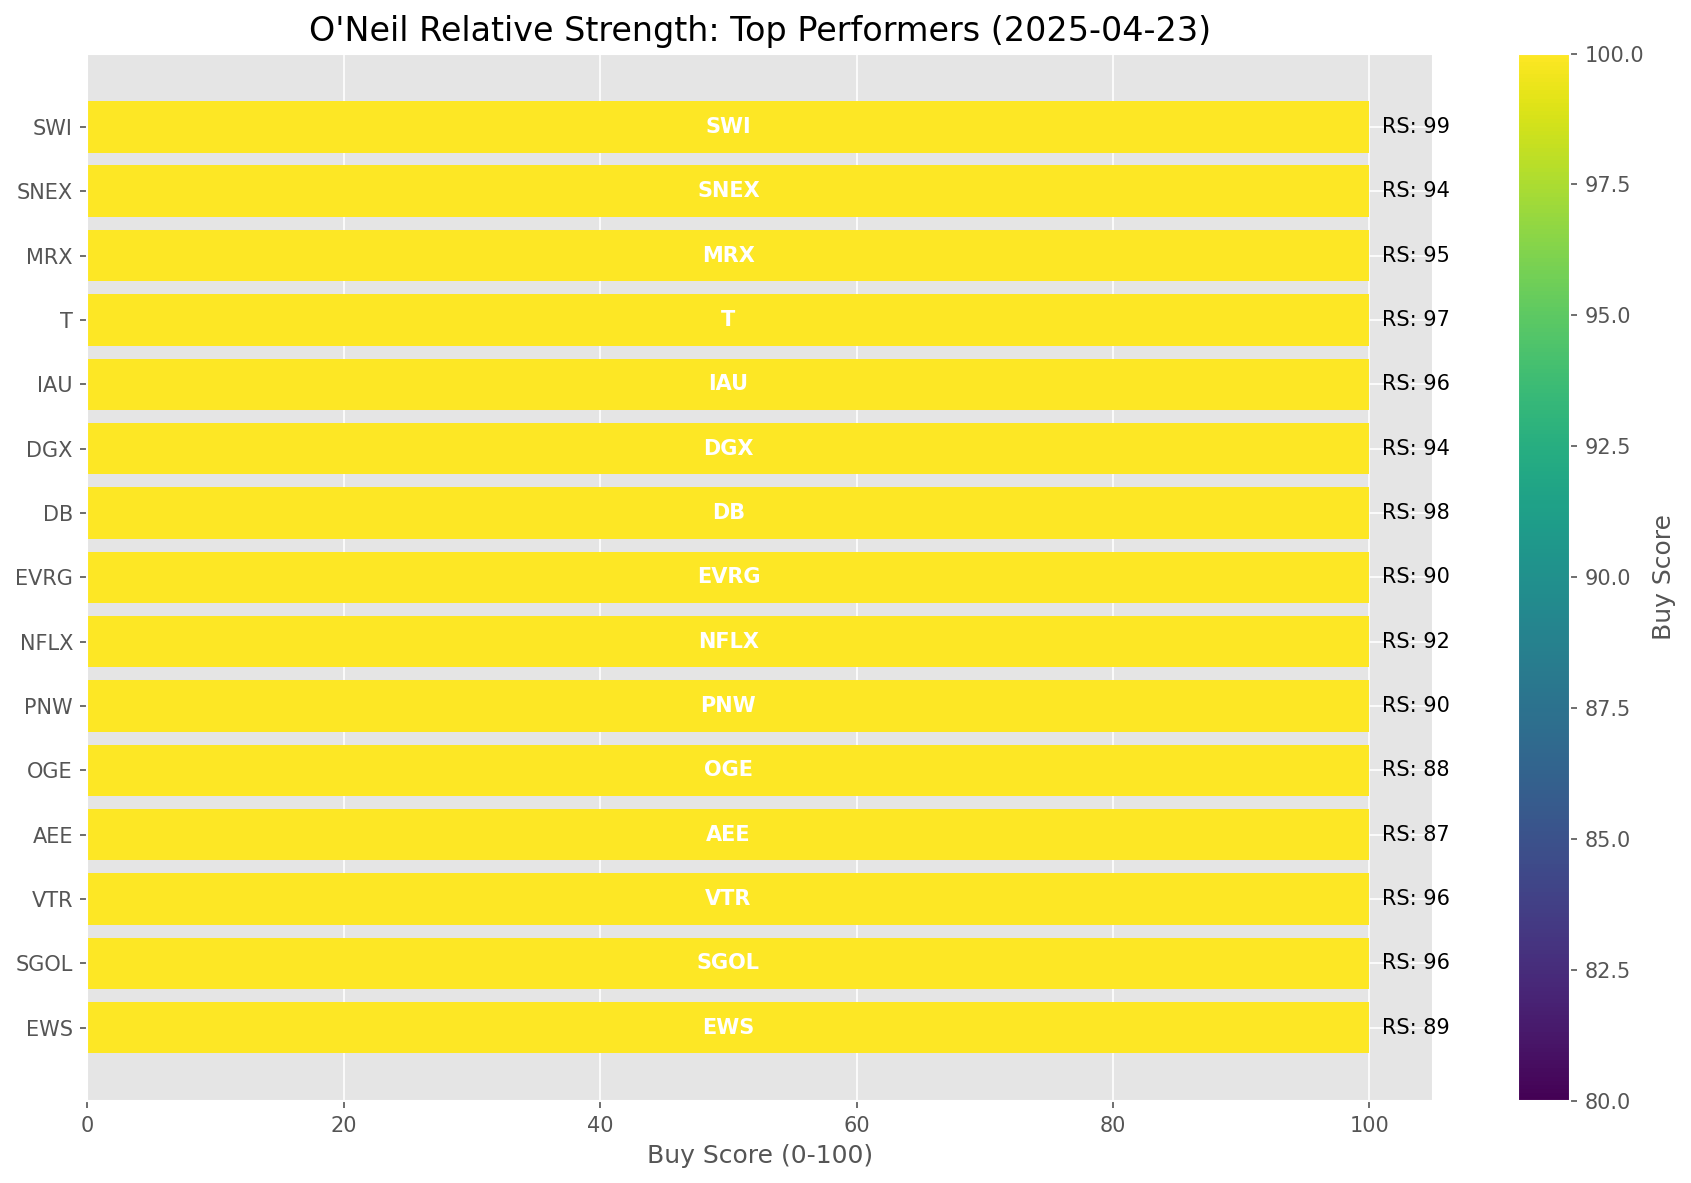 O'Neil Relative Strength: Top Performers (2025-04-23)
SWI SWI RS: 99
SNEX SNEX RS: 94
MRX MRX RS: 95
T T RS: 97
IAU IAU RS: 96
DGX DGX RS: 94
DB DB RS: 98
EVRG EVRG RS: 90
NFLX NFLX RS: 92
PNW PNW RS: 90
OGE OGE RS: 88
AEE AEE RS: 87
VTR VTR RS: 96
SGOL SGOL RS: 96
EWS EWS RS: 89
0 20 40 60 80 100
Buy Score (0-100)
100.0
97.5
95.0
92.5
90.0
87.5
85.0
82.5
80.0
Buy Score